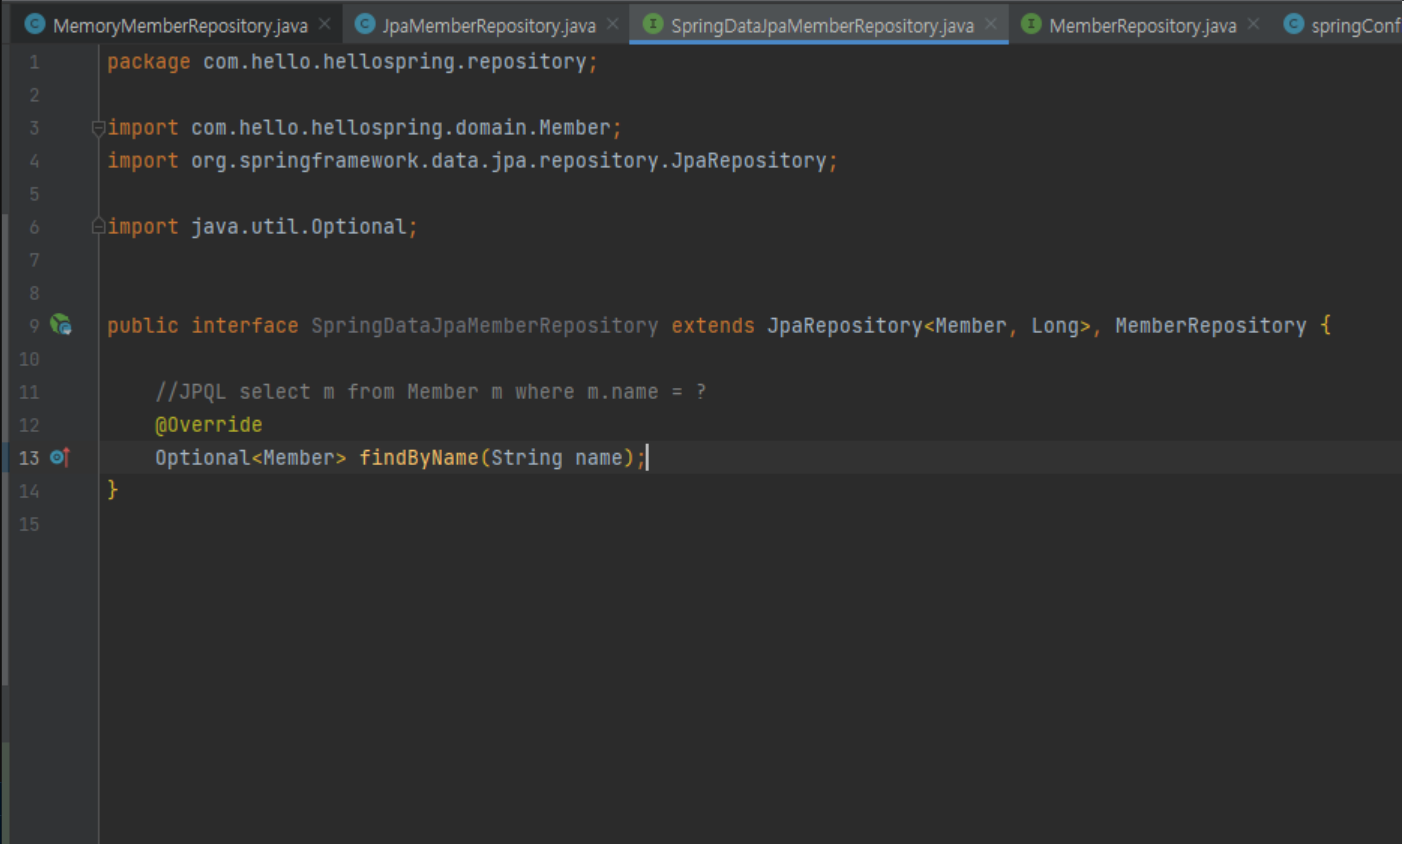 MemoryMemberRepository.java JpaMemberRepository.java SpringDataJpaMemberRepository.java MemberRepository.java springConf
1 package com.hello.hellospring.repository;
2
3 import com.hello.hellospring.domain.Member;
4 import org.springframework.data.jpa.repository.JpaRepository;
5
6 import java.util.Optional;
7
8
9 public interface SpringDataJpaMemberRepository extends JpaRepository<Member, Long>, MemberRepository {
10
11 //JPQL select m from Member m where m.name = ?
12 @Override
13 Optional<Member> findByName(String name);
14 }
15